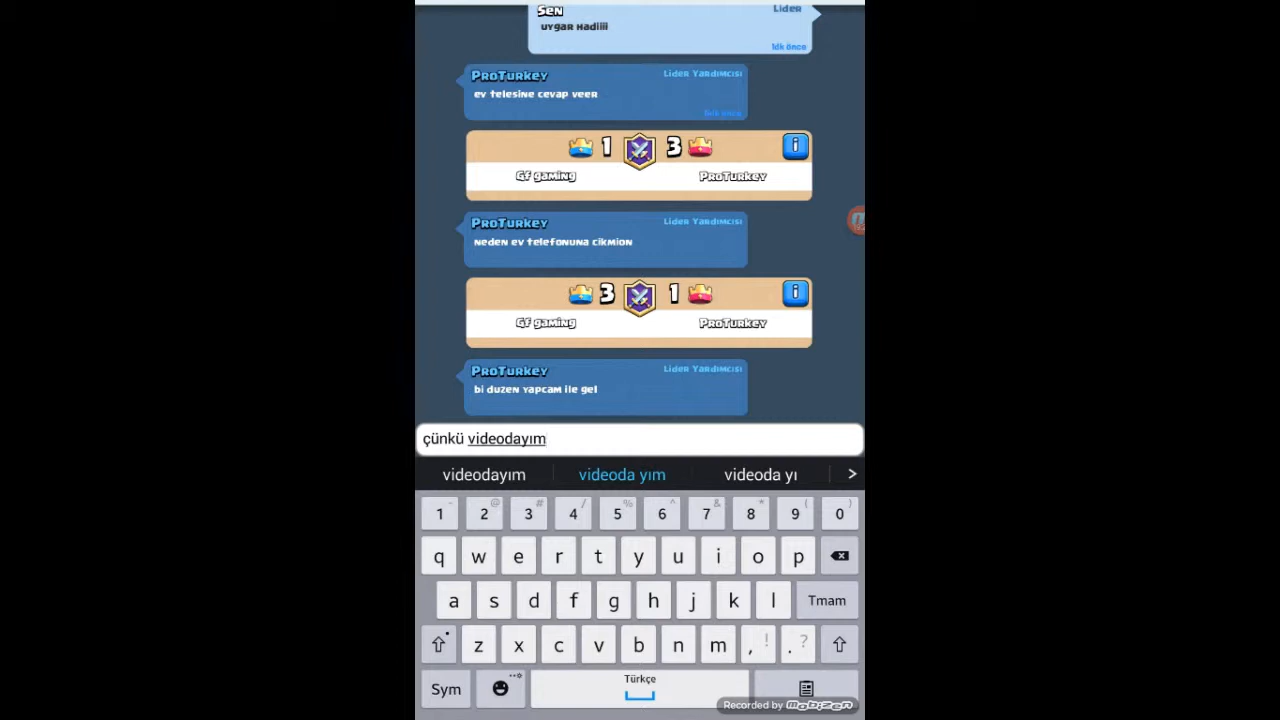 Sen Lider
uygar hadiiii
1dk önce
ProTurkey Lider Yardımcısı
ev telesine cevap veer
1dk önce
1 3 i
Gf gaming ProTurkey
ProTurkey Lider Yardımcısı
neden ev telefonuna cikmion
3 1 i
Gf gaming ProTurkey
ProTurkey Lider Yardımcısı
bi duzen yapcam ile gel
çünkü videodayım
videodayım videoda yım videoda yı >
- @ # / % ^ & * ( )
1 2 3 4 5 6 7 8 9 0
q w e r t y u i o p
a s d f g h j k l Tmam
z x c v b n m , ! . ?
Sym Türkçe
Recorded by mobizen